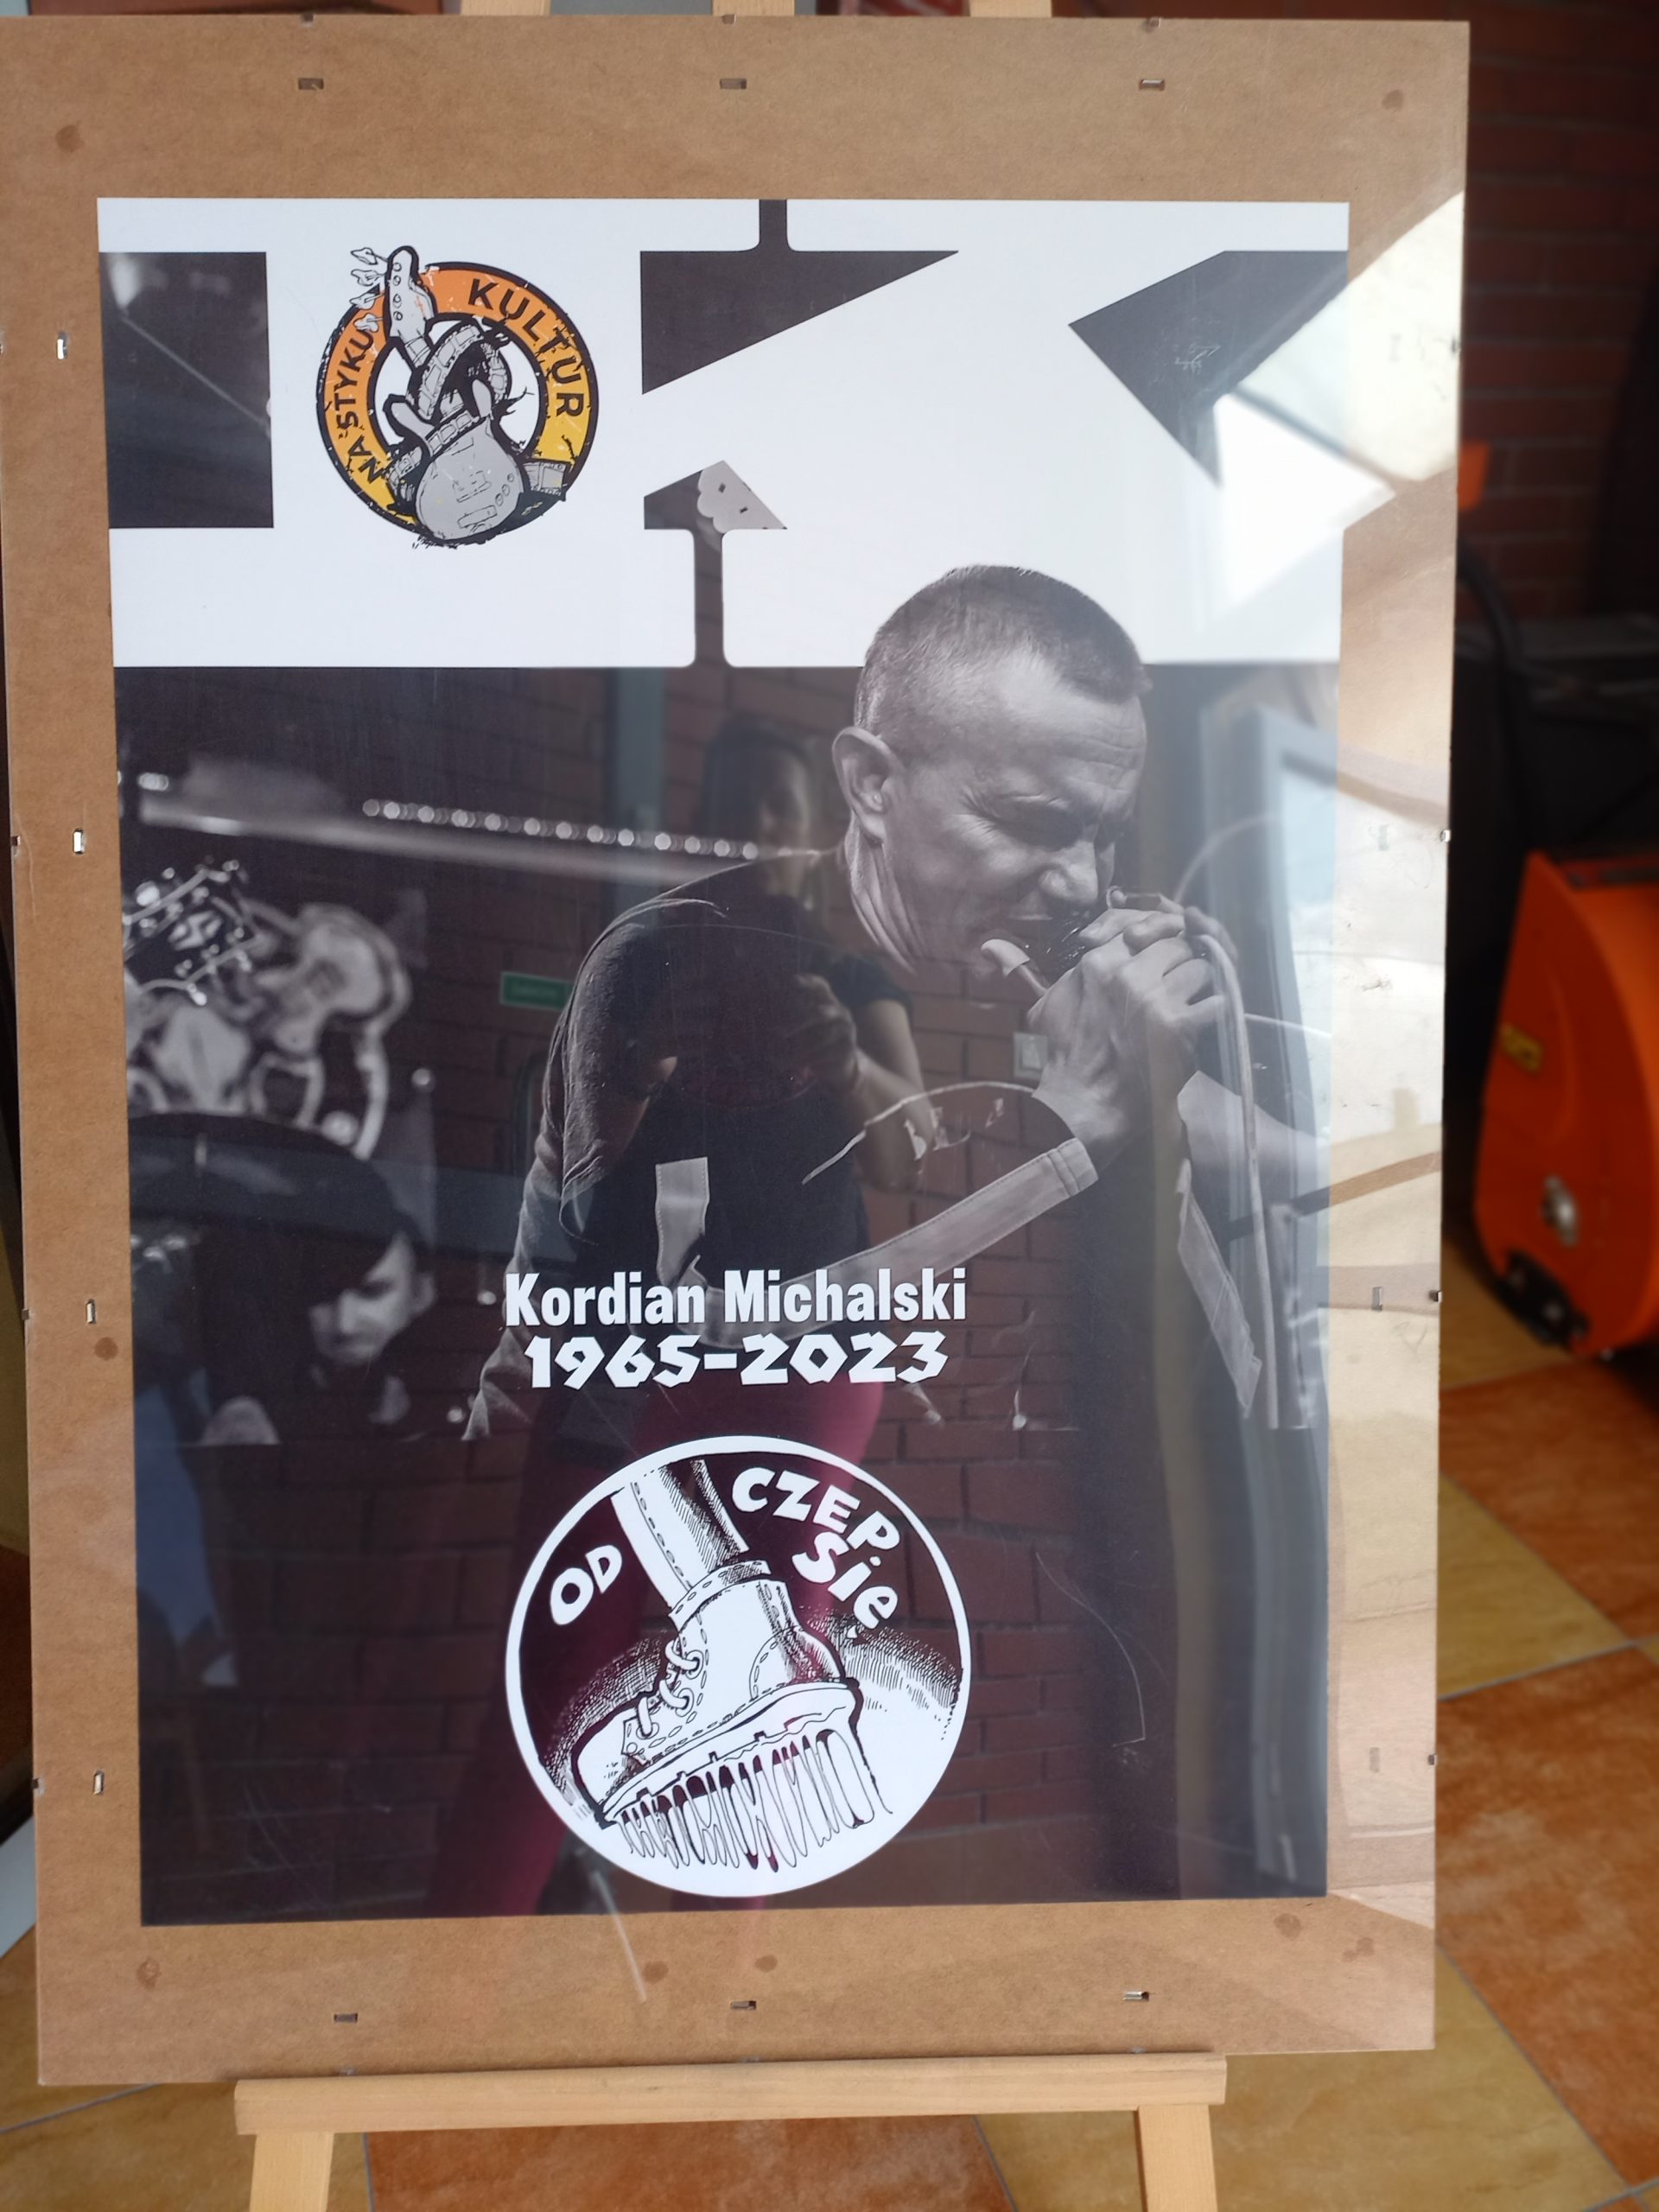 NA STYKU KULTUR
Kordian Michalski
1965-2023
OD CZEP
Sie